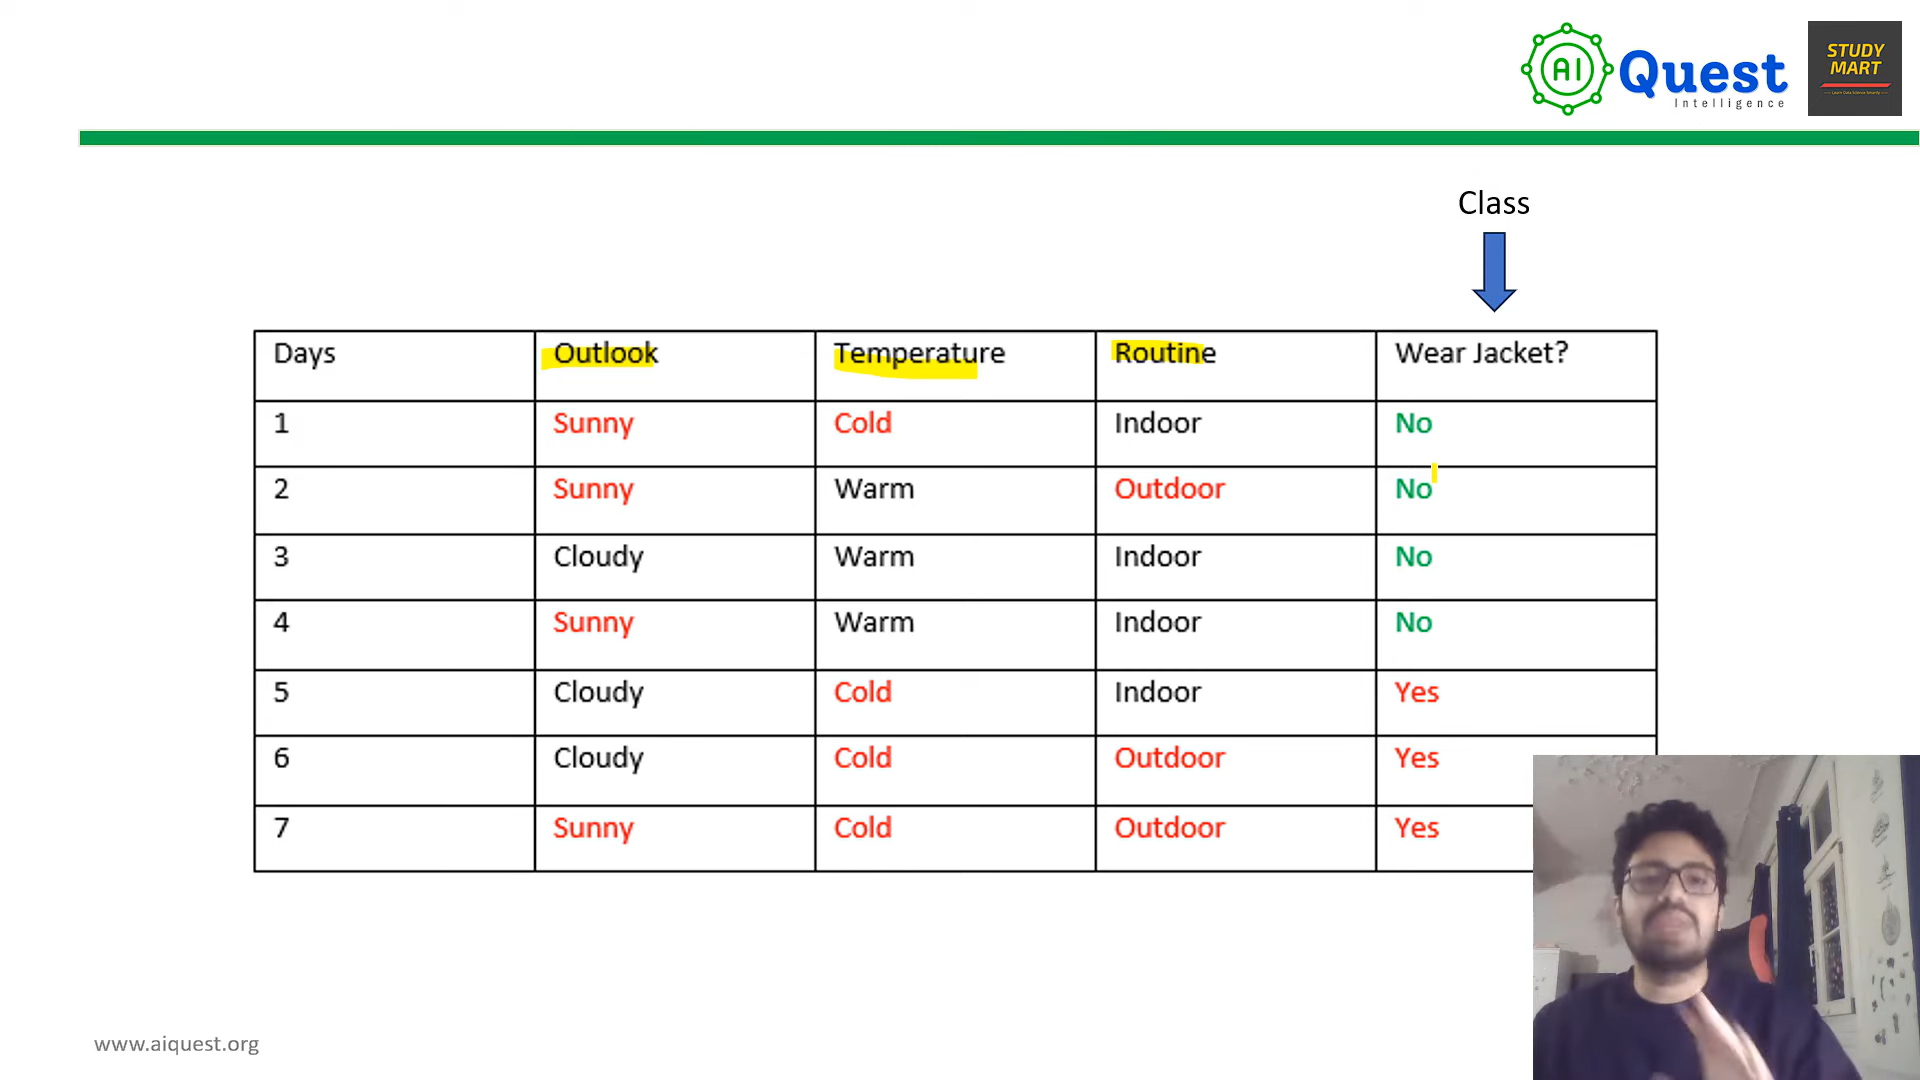 AI Quest
Intelligence
STUDY
MART
Class
Days Outlook Temperature Routine Wear Jacket?
1 Sunny Cold Indoor No
2 Sunny Warm Outdoor No
3 Cloudy Warm Indoor No
4 Sunny Warm Indoor No
5 Cloudy Cold Indoor Yes
6 Cloudy Cold Outdoor Yes
7 Sunny Cold Outdoor Yes
www.aiquest.org